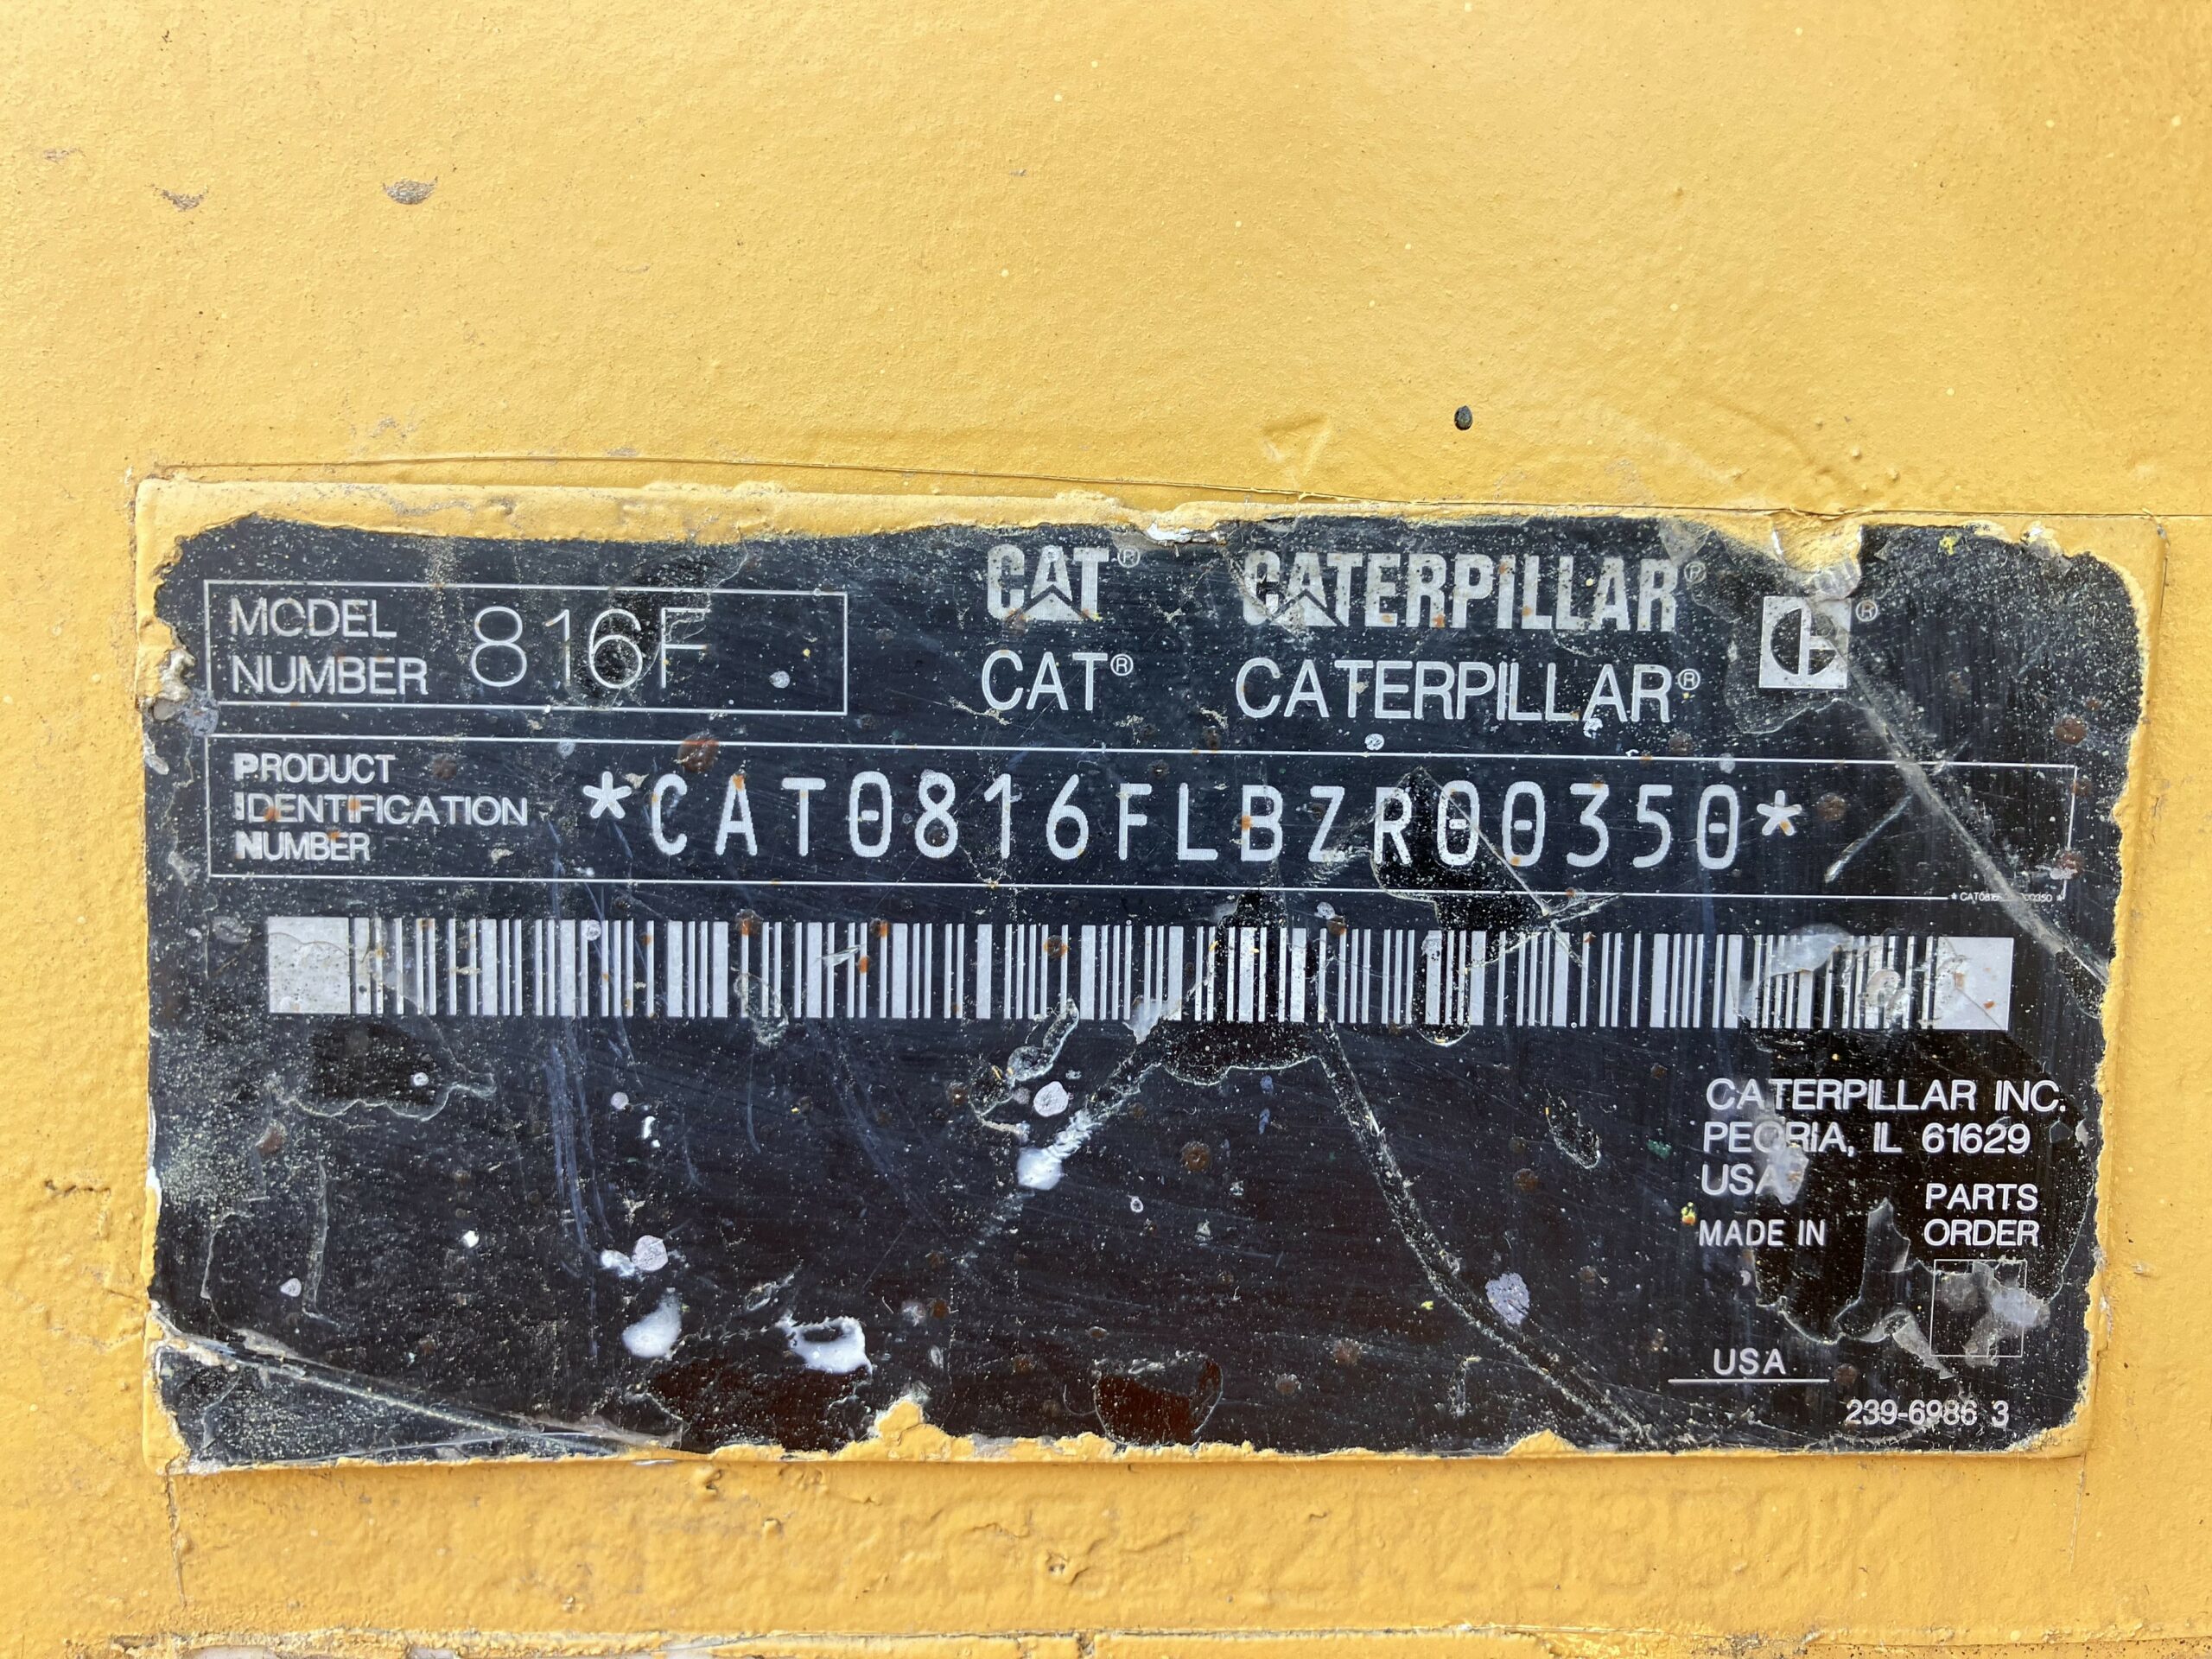 MODEL
NUMBER 816F
CAT® CATERPILLAR® ®
CAT® CATERPILLAR®
PRODUCT
IDENTIFICATION
NUMBER
*CAT0816FLBZR00350*
CATERPILLAR INC.
PEORIA, IL 61629
USA
PARTS
ORDER
MADE IN
USA
239-6986 3